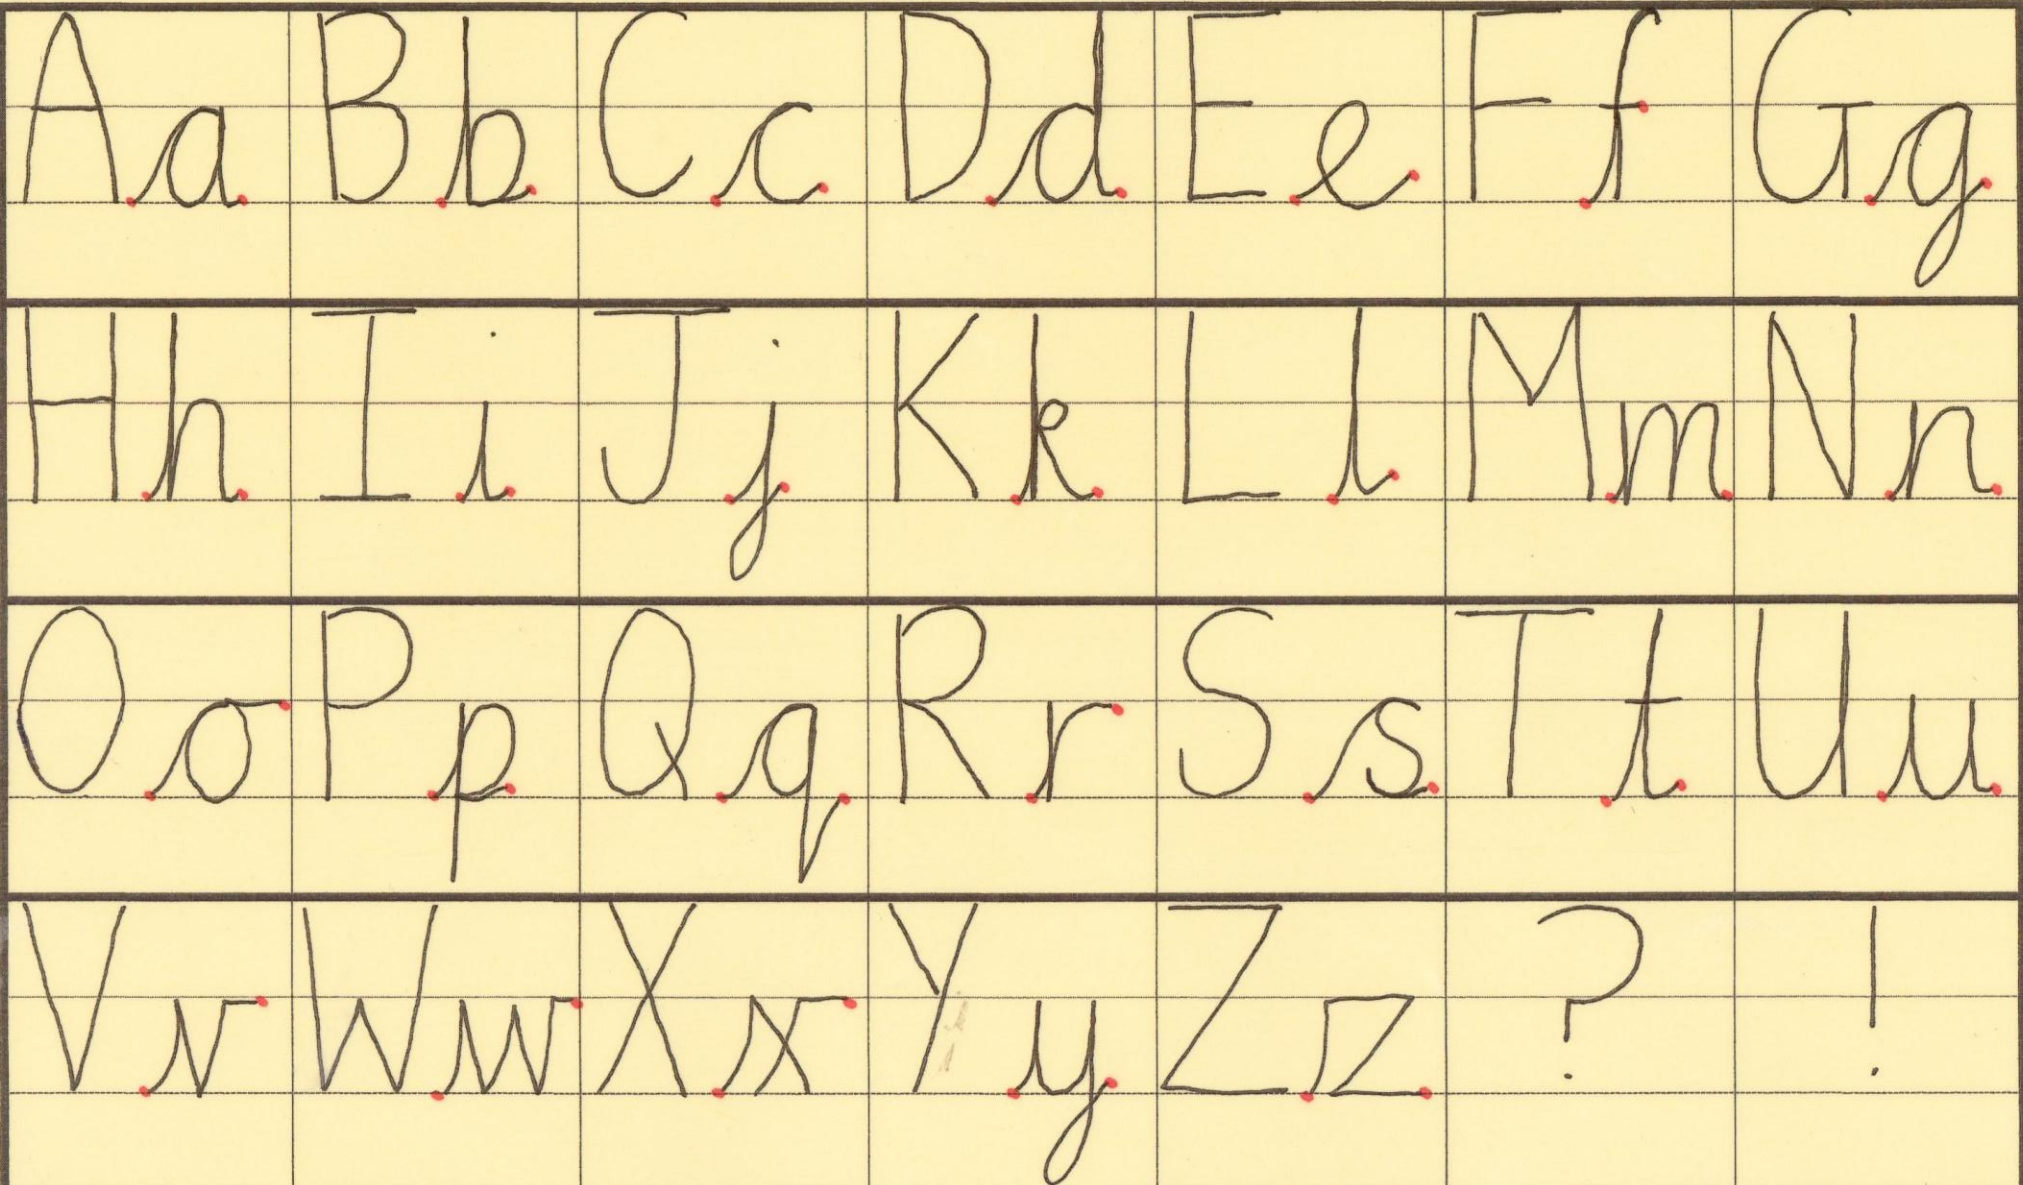 Aa Bb Cc Dd Ee Ff Gg
Hh Ii Jj Kk Ll Mm Nn
Oo Pp Qq Rr Ss Tt Uu
Vv Ww Xx Yy Zz ? !